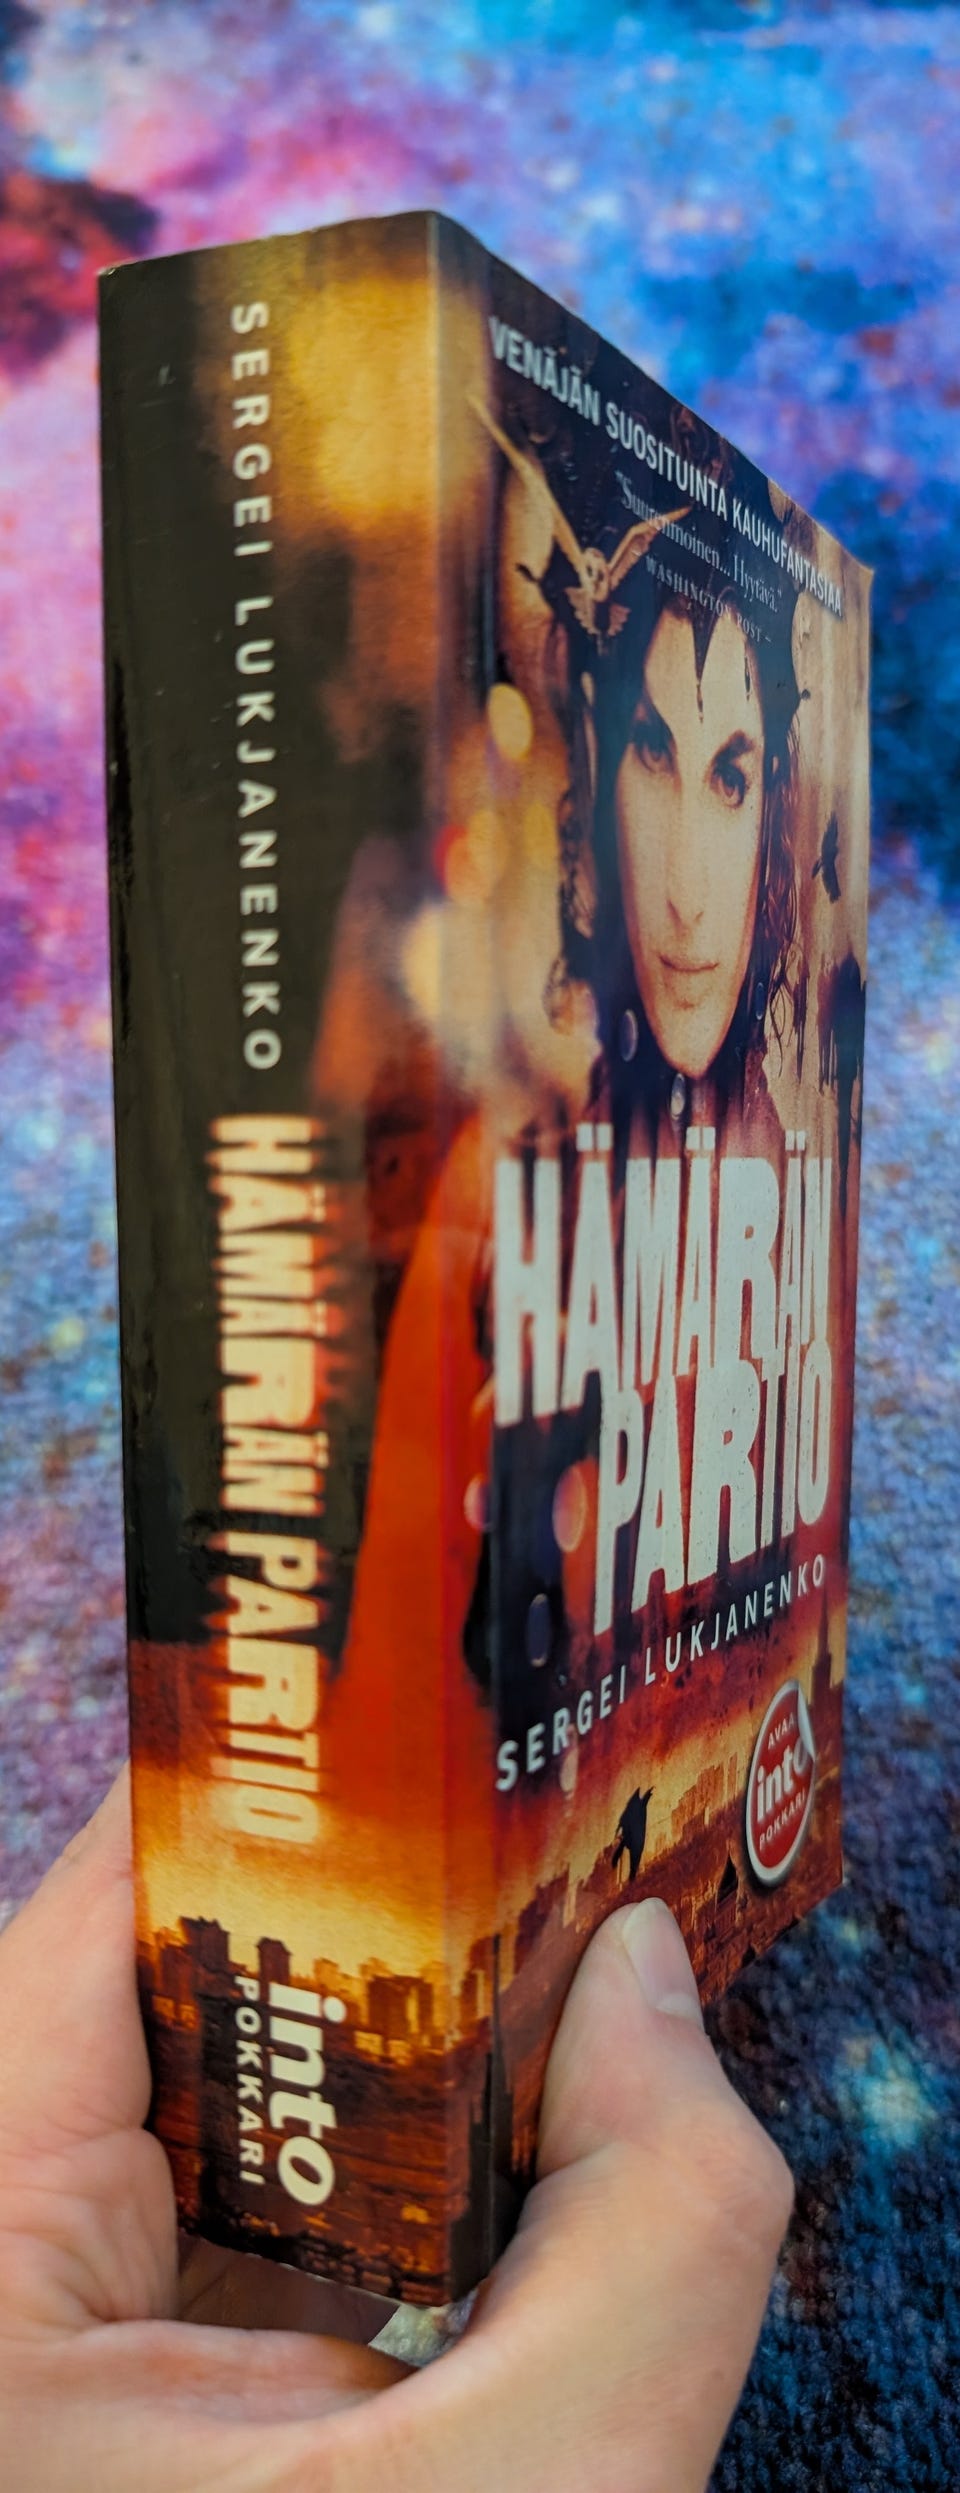 SERGEI LUKJANENKO
HÄMÄRÄN PARTIO
into
POKKARI
VENÄJÄN SUOSITUINTA KAUHUFANTASIAA
"Suurenmoinen... Hyytävä."
WASHINGTON POST –
HÄMÄRÄN
PARTIO
SERGEI LUKJANENKO
AVAA
into
POKKARI